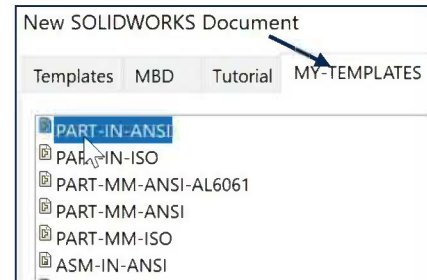 New SOLIDWORKS Document
Templates MBD Tutorial MY-TEMPLATES
PART-IN-ANSI
PART-IN-ISO
PART-MM-ANSI-AL6061
PART-MM-ANSI
PART-MM-ISO
ASM-IN-ANSI